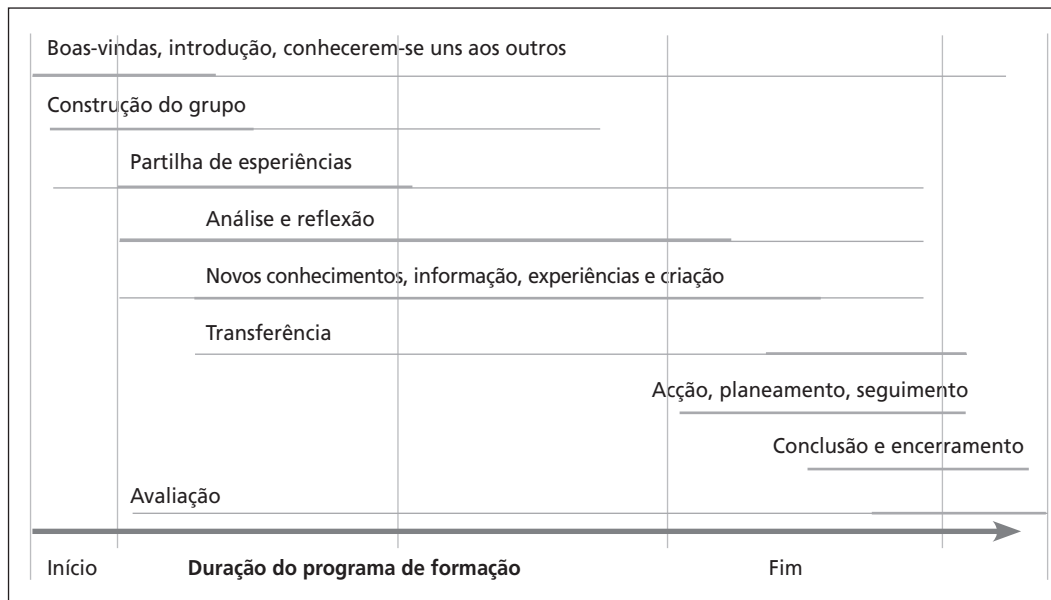 Boas-vindas, introdução, conhecerem-se uns aos outros
Construção do grupo
Partilha de esperiências
Análise e reflexão
Novos conhecimentos, informação, experiências e criação
Transferência
Acção, planeamento, seguimento
Conclusão e encerramento
Avaliação
Início Duração do programa de formação Fim